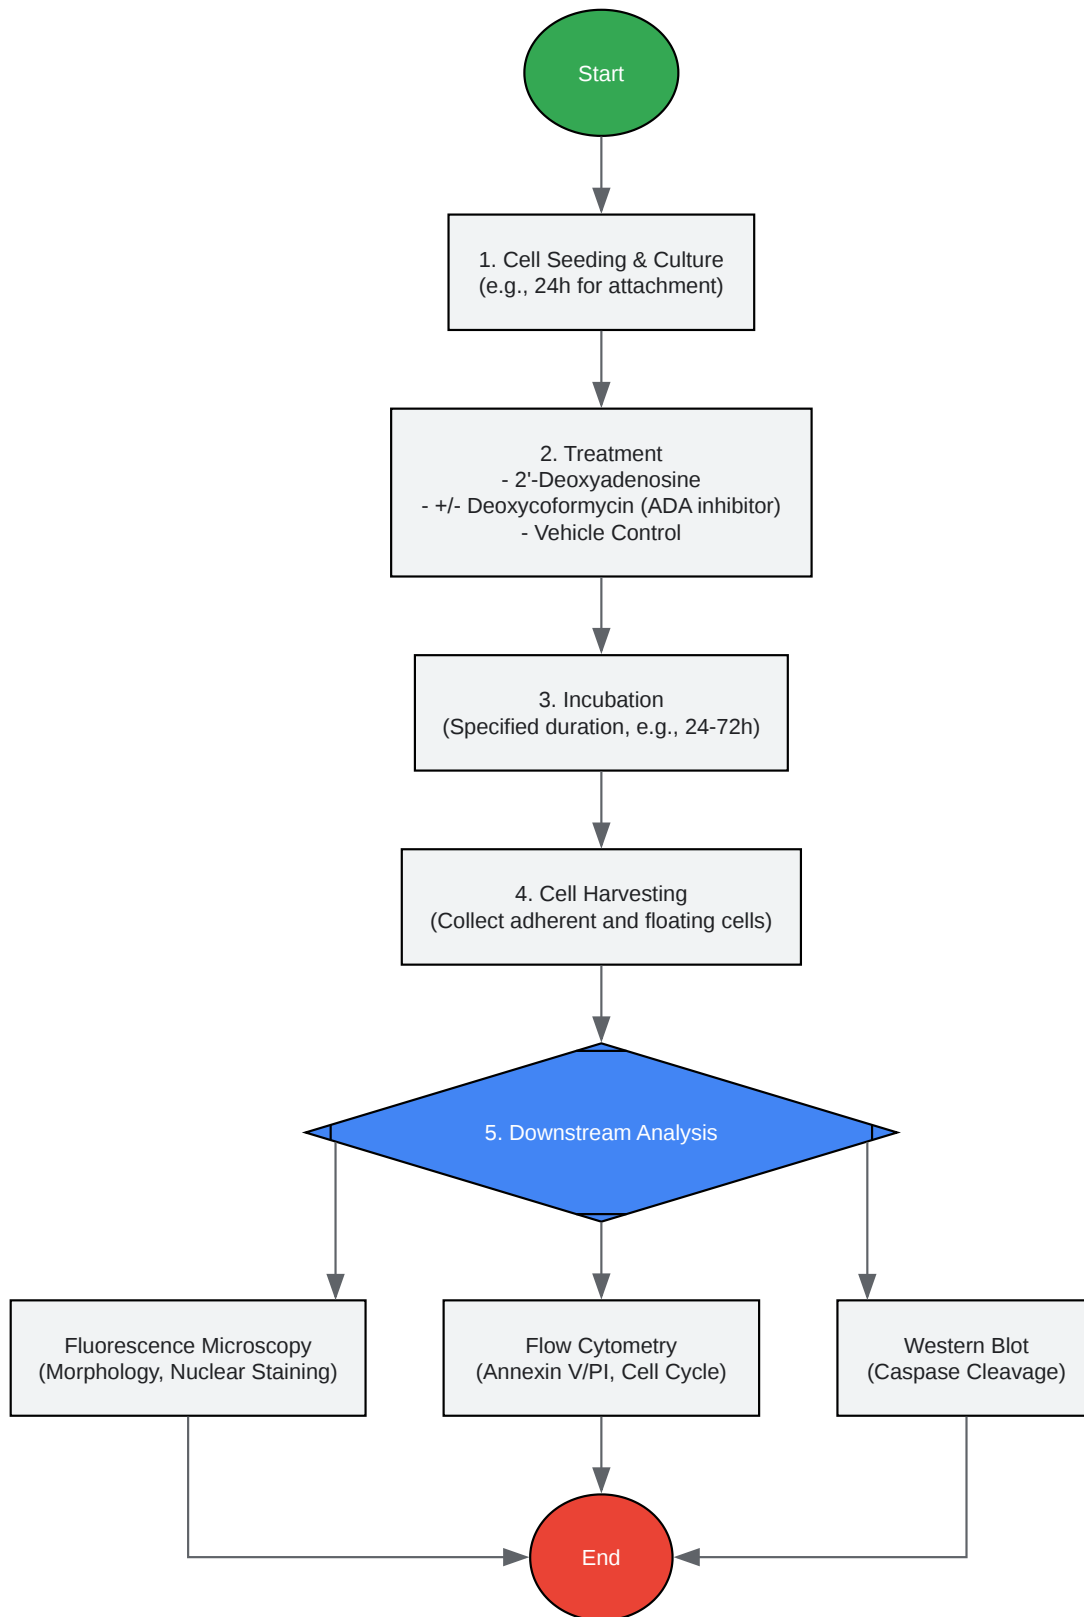 Start
1. Cell Seeding & Culture
(e.g., 24h for attachment)
2. Treatment
- 2'-Deoxyadenosine
- +/- Deoxycoformycin (ADA inhibitor)
- Vehicle Control
3. Incubation
(Specified duration, e.g., 24-72h)
4. Cell Harvesting
(Collect adherent and floating cells)
5. Downstream Analysis
Fluorescence Microscopy
(Morphology, Nuclear Staining)
Flow Cytometry
(Annexin V/PI, Cell Cycle)
Western Blot
(Caspase Cleavage)
End